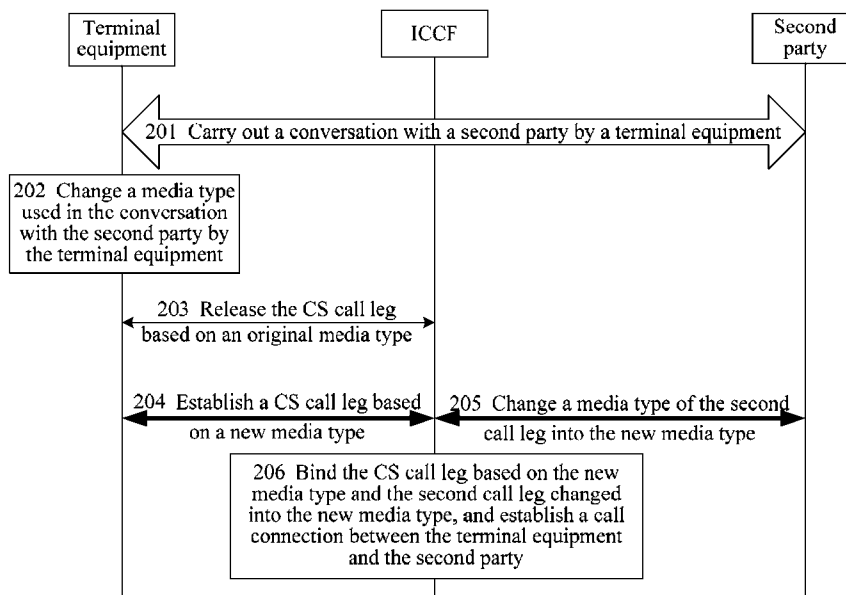 Terminal
equipment
ICCF
Second
party
201 Carry out a conversation with a second party by a terminal equipment
202 Change a media type
used in the conversation
with the second party by
the terminal equipment
203 Release the CS call leg
based on an original media type
204 Establish a CS call leg based
on a new media type
205 Change a media type of the second
call leg into the new media type
206 Bind the CS call leg based on the new
media type and the second call leg changed
into the new media type, and establish a call
connection between the terminal equipment
and the second party